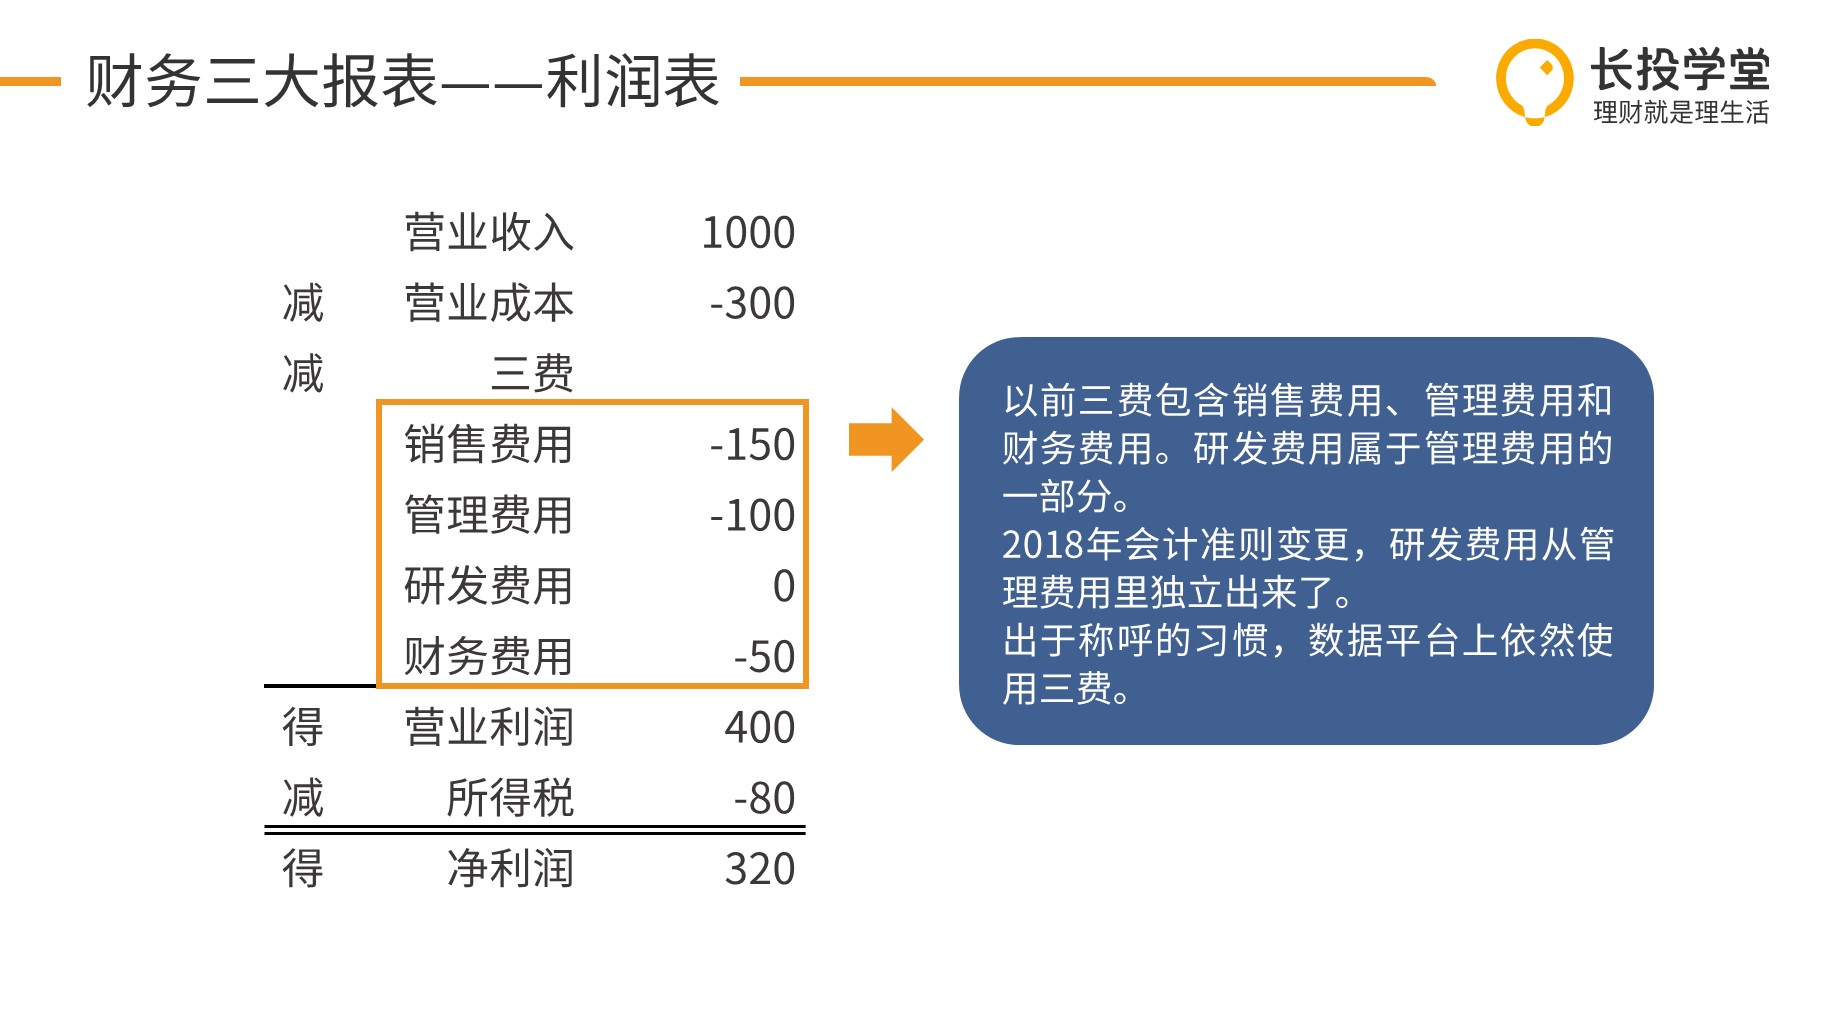 财务三大报表——利润表
长投学堂
理财就是理生活
营业收入 1000
减 营业成本 -300
减 三费
销售费用 -150
管理费用 -100
研发费用 0
财务费用 -50
得 营业利润 400
减 所得税 -80
得 净利润 320
以前三费包含销售费用、管理费用和
财务费用。研发费用属于管理费用的
一部分。
2018年会计准则变更，研发费用从管
理费用里独立出来了。
出于称呼的习惯，数据平台上依然使
用三费。